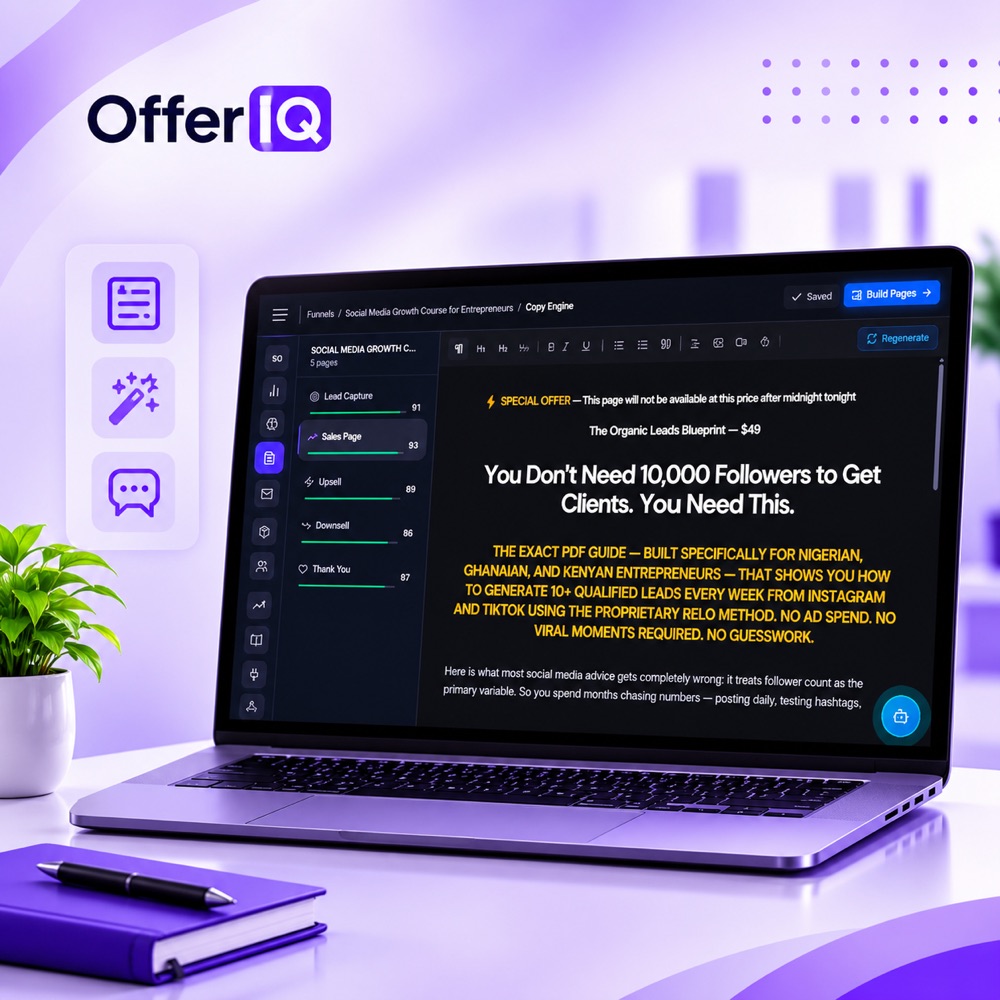 OfferIQ
Funnels / Social Media Growth Course for Entrepreneurs / Copy Engine
Saved
Build Pages →
SO
SOCIAL MEDIA GROWTH C...
5 pages
Lead Capture
91
Sales Page
93
Upsell
89
Downsell
86
Thank You
87
¶ H1 H2 H3 B I U
Regenerate
⚡ SPECIAL OFFER — This page will not be available at this price after midnight tonight
The Organic Leads Blueprint — $49
You Don't Need 10,000 Followers to Get
Clients. You Need This.
THE EXACT PDF GUIDE — BUILT SPECIFICALLY FOR NIGERIAN,
GHANAIAN, AND KENYAN ENTREPRENEURS — THAT SHOWS YOU HOW
TO GENERATE 10+ QUALIFIED LEADS EVERY WEEK FROM INSTAGRAM
AND TIKTOK USING THE PROPRIETARY RELO METHOD. NO AD SPEND. NO
VIRAL MOMENTS REQUIRED. NO GUESSWORK.
Here is what most social media advice gets completely wrong: it treats follower count as the
primary variable. So you spend months chasing numbers — posting daily, testing hashtags,